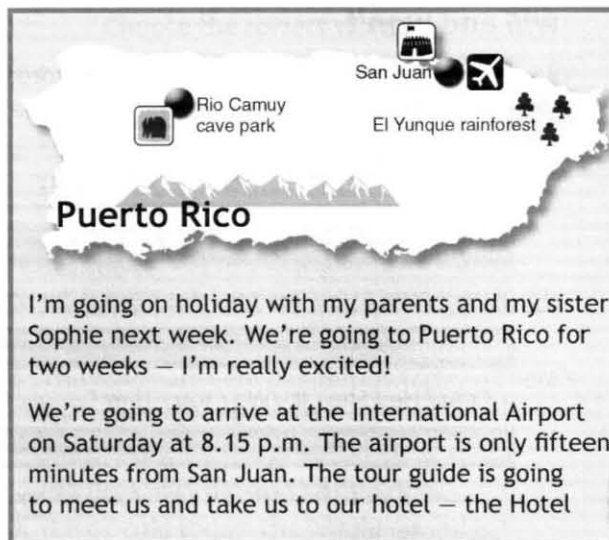 San Juan
Rio Camuy
cave park
El Yunque rainforest
Puerto Rico
I'm going on holiday with my parents and my sister
Sophie next week. We're going to Puerto Rico for
two weeks – I'm really excited!
We're going to arrive at the International Airport
on Saturday at 8.15 p.m. The airport is only fifteen
minutes from San Juan. The tour guide is going
to meet us and take us to our hotel – the Hotel